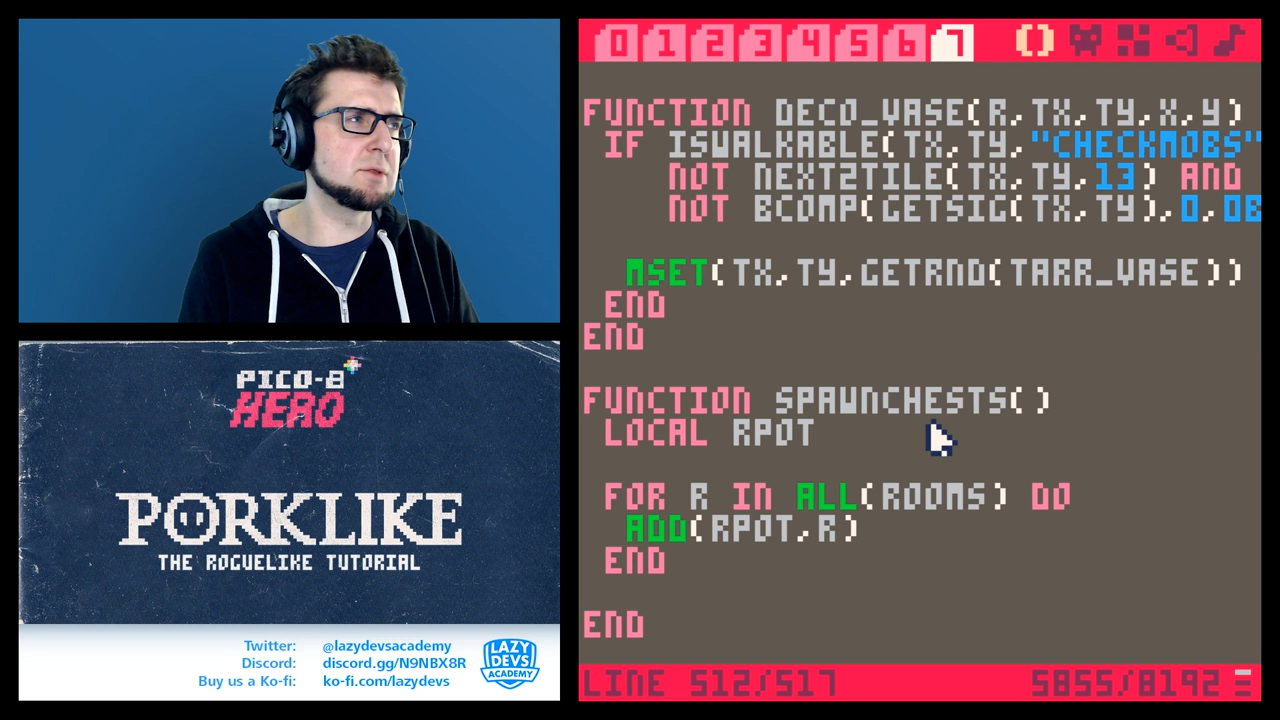 0 1 2 3 4 5 6 7
FUNCTION DECO_VASE(R,TX,TY,X,Y)
IF ISWALKABLE(TX,TY,"CHECKMOBS"
NOT NEXT2TILE(TX,TY,13) AND
NOT BCOMP(GETSIG(TX,TY),0,0B
MSET(TX,TY,GETRND(TARR_VASE))
END
END
FUNCTION SPAWNCHESTS()
LOCAL RPOT
FOR R IN ALL(ROOMS) DO
ADD(RPOT,R)
END
END
LINE 512/517 5855/8192
PICO-8
HERO
PORKLIKE
THE ROGUELIKE TUTORIAL
Twitter: @lazydevsacademy
Discord: discord.gg/N9NBX8R
Buy us a Ko-fi: ko-fi.com/lazydevs
LAZY
DEVS
ACADEMY